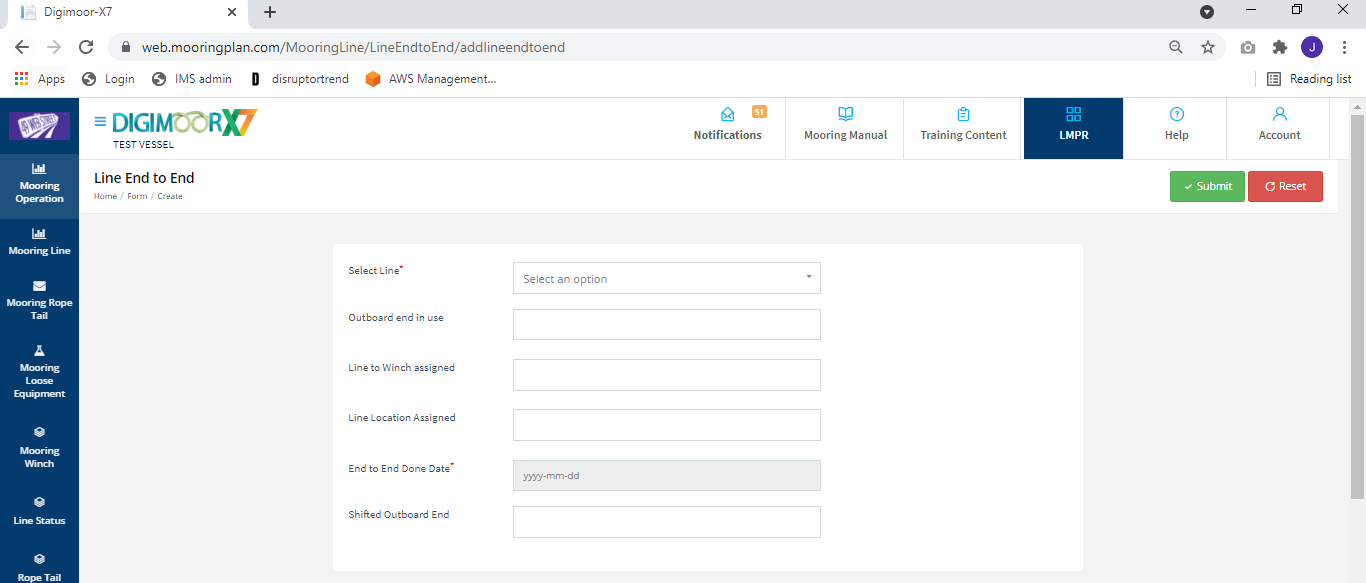 Digimoor-X7
web.mooringplan.com/MooringLine/LineEndtoEnd/addlineendtoend
J
Apps
Login
IMS admin
D
disruptortrend
AWS Management...
Reading list
DIGIMOORX7
TEST VESSEL
51
Notifications
Mooring Manual
Training Content
LMPR
Help
Account
Mooring
Operation
Mooring Line
Mooring Rope
Tail
Mooring
Loose
Equipment
Mooring
Winch
Line Status
Rope Tail
Line End to End
Home / Form / Create
Submit
Reset
Select Line*
Select an option
Outboard end in use
Line to Winch assigned
Line Location Assigned
End to End Done Date*
yyyy-mm-dd
Shifted Outboard End